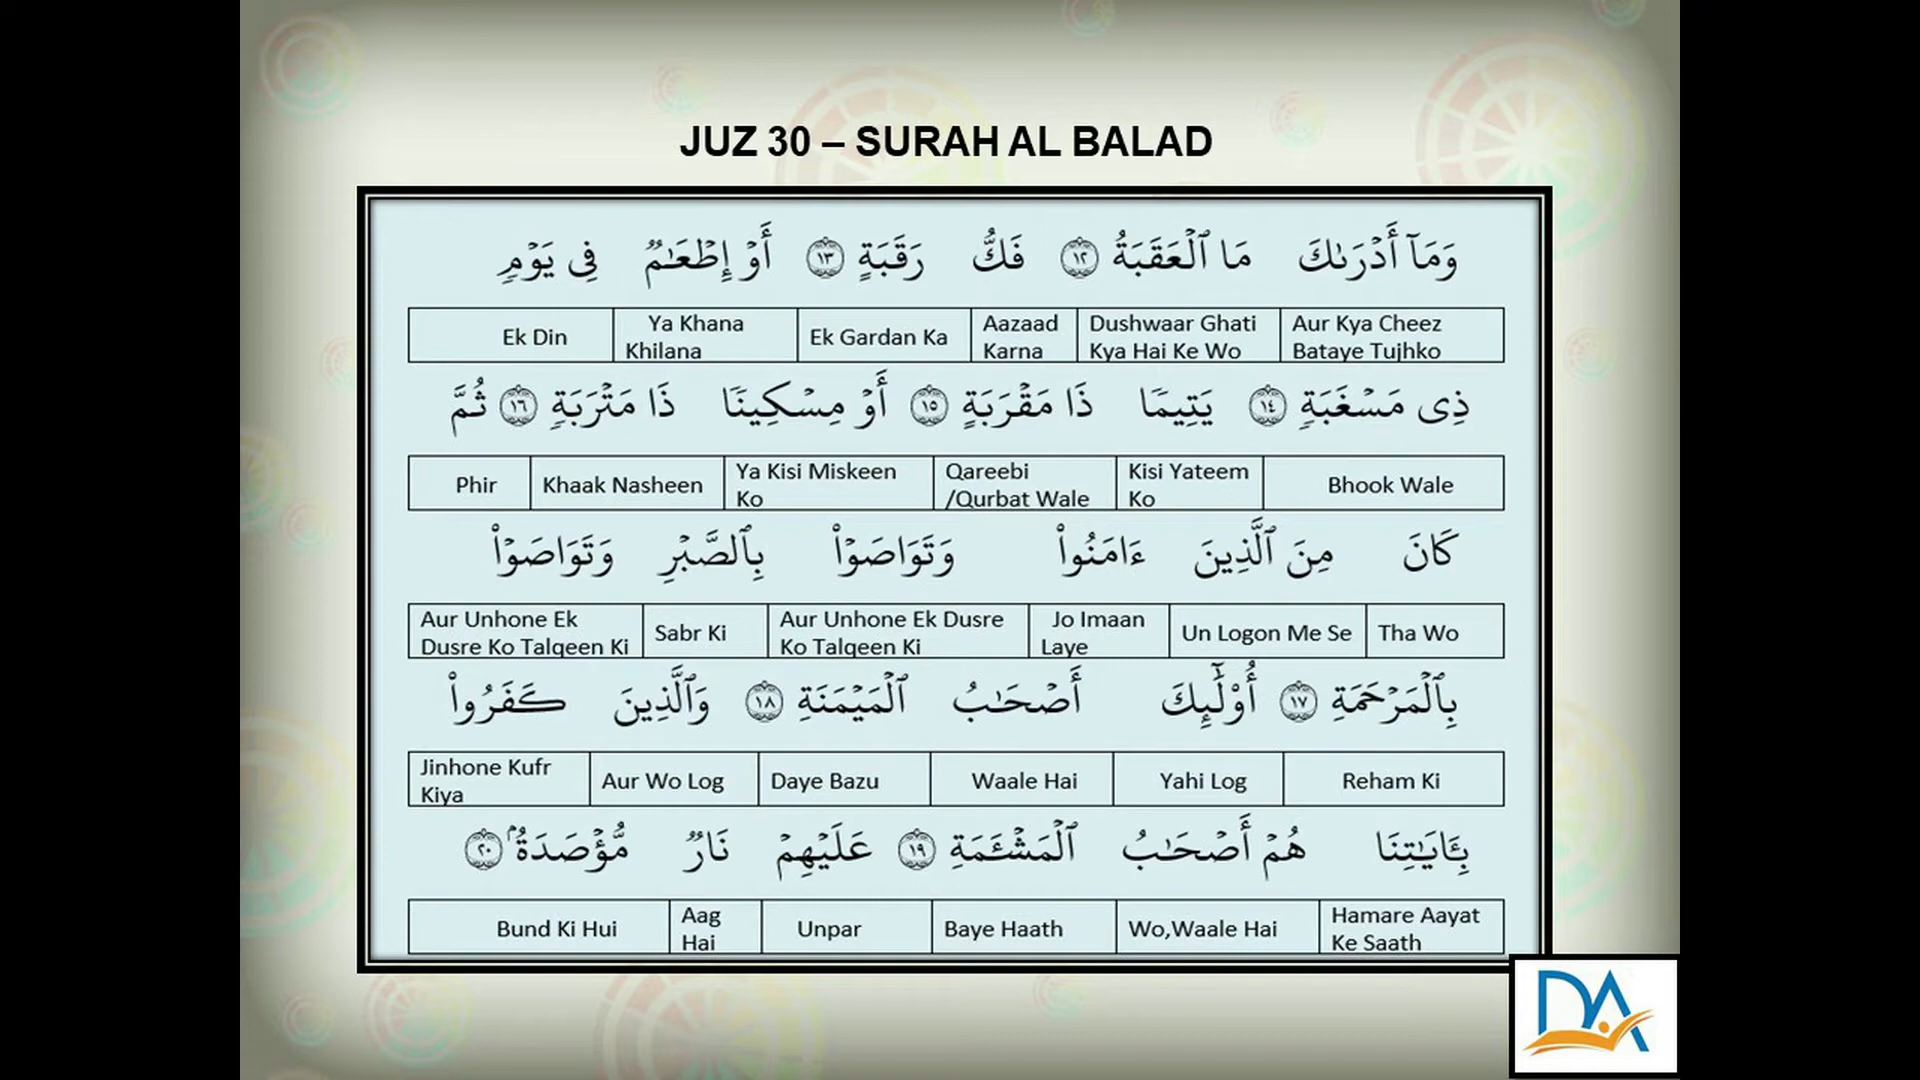 JUZ 30 – SURAH AL BALAD
وَمَآ أَدۡرَىٰكَ مَا ٱلۡعَقَبَةُ ١٢ فَكُّ رَقَبَةٍ ١٣ أَوۡ إِطۡعَـٰمٌ فِى يَوۡمٍ
Ek Din | Ya Khana Khilana | Ek Gardan Ka | Aazaad Karna | Dushwaar Ghati Kya Hai Ke Wo | Aur Kya Cheez Bataye Tujhko
ذِى مَسۡغَبَةٍ ١٤ يَتِيمًا ذَا مَقۡرَبَةٍ ١٥ أَوۡ مِسۡكِينًا ذَا مَتۡرَبَةٍ ١٦ ثُمَّ
Phir | Khaak Nasheen | Ya Kisi Miskeen Ko | Qareebi /Qurbat Wale | Kisi Yateem Ko | Bhook Wale
كَانَ مِنَ ٱلَّذِينَ ءَامَنُواْ وَتَوَاصَوۡاْ بِٱلصَّبۡرِ وَتَوَاصَوۡاْ
Aur Unhone Ek Dusre Ko Talqeen Ki | Sabr Ki | Aur Unhone Ek Dusre Ko Talqeen Ki | Jo Imaan Laye | Un Logon Me Se | Tha Wo
بِٱلۡمَرۡحَمَةِ ١٧ أُوْلَـٰٓئِكَ أَصۡحَـٰبُ ٱلۡمَيۡمَنَةِ ١٨ وَٱلَّذِينَ كَفَرُواْ
Jinhone Kufr Kiya | Aur Wo Log | Daye Bazu | Waale Hai | Yahi Log | Reham Ki
بِـَٔايَـٰتِنَا هُمۡ أَصۡحَـٰبُ ٱلۡمَشۡـَٔمَةِ ١٩ عَلَيۡهِمۡ نَارٌ مُّؤۡصَدَةُۢ ٢٠
Bund Ki Hui | Aag Hai | Unpar | Baye Haath | Wo,Waale Hai | Hamare Aayat Ke Saath
DA